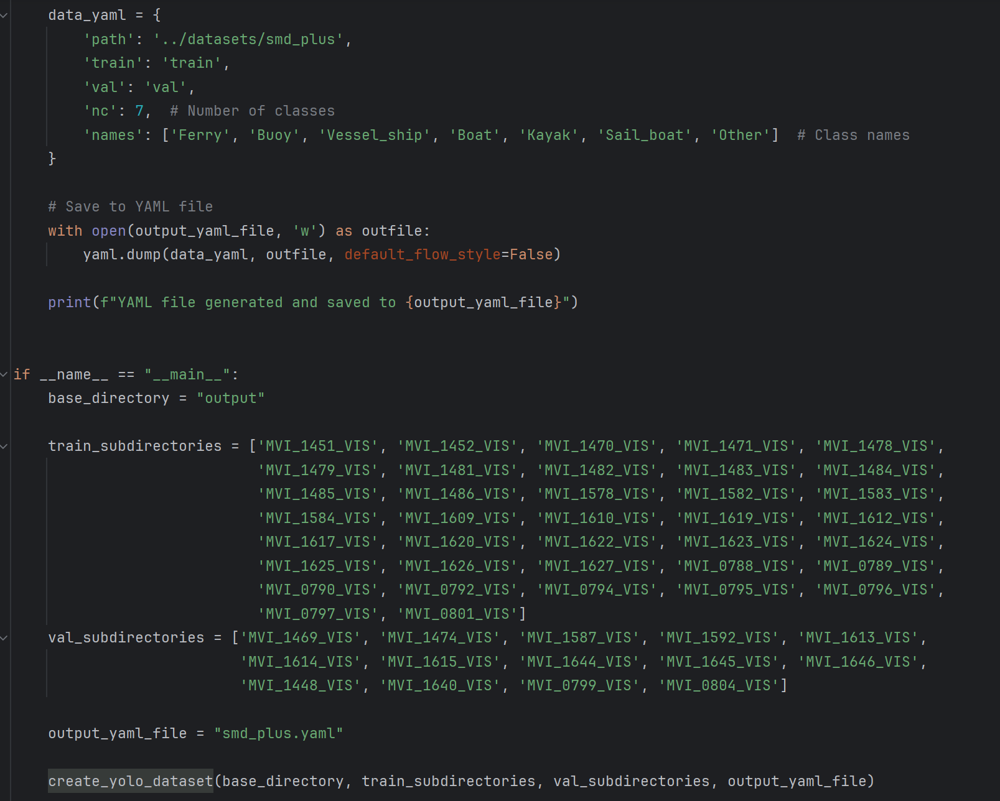 data_yaml = {
'path': '../datasets/smd_plus',
'train': 'train',
'val': 'val',
'nc': 7,  # Number of classes
'names': ['Ferry', 'Buoy', 'Vessel_ship', 'Boat', 'Kayak', 'Sail_boat', 'Other']  # Class names
}
# Save to YAML file
with open(output_yaml_file, 'w') as outfile:
yaml.dump(data_yaml, outfile, default_flow_style=False)
print(f"YAML file generated and saved to {output_yaml_file}")
if __name__ == "__main__":
base_directory = "output"
train_subdirectories = ['MVI_1451_VIS', 'MVI_1452_VIS', 'MVI_1470_VIS', 'MVI_1471_VIS', 'MVI_1478_VIS',
'MVI_1479_VIS', 'MVI_1481_VIS', 'MVI_1482_VIS', 'MVI_1483_VIS', 'MVI_1484_VIS',
'MVI_1485_VIS', 'MVI_1486_VIS', 'MVI_1578_VIS', 'MVI_1582_VIS', 'MVI_1583_VIS',
'MVI_1584_VIS', 'MVI_1609_VIS', 'MVI_1610_VIS', 'MVI_1619_VIS', 'MVI_1612_VIS',
'MVI_1617_VIS', 'MVI_1620_VIS', 'MVI_1622_VIS', 'MVI_1623_VIS', 'MVI_1624_VIS',
'MVI_1625_VIS', 'MVI_1626_VIS', 'MVI_1627_VIS', 'MVI_0788_VIS', 'MVI_0789_VIS',
'MVI_0790_VIS', 'MVI_0792_VIS', 'MVI_0794_VIS', 'MVI_0795_VIS', 'MVI_0796_VIS',
'MVI_0797_VIS', 'MVI_0801_VIS']
val_subdirectories = ['MVI_1469_VIS', 'MVI_1474_VIS', 'MVI_1587_VIS', 'MVI_1592_VIS', 'MVI_1613_VIS',
'MVI_1614_VIS', 'MVI_1615_VIS', 'MVI_1644_VIS', 'MVI_1645_VIS', 'MVI_1646_VIS',
'MVI_1448_VIS', 'MVI_1640_VIS', 'MVI_0799_VIS', 'MVI_0804_VIS']
output_yaml_file = "smd_plus.yaml"
create_yolo_dataset(base_directory, train_subdirectories, val_subdirectories, output_yaml_file)